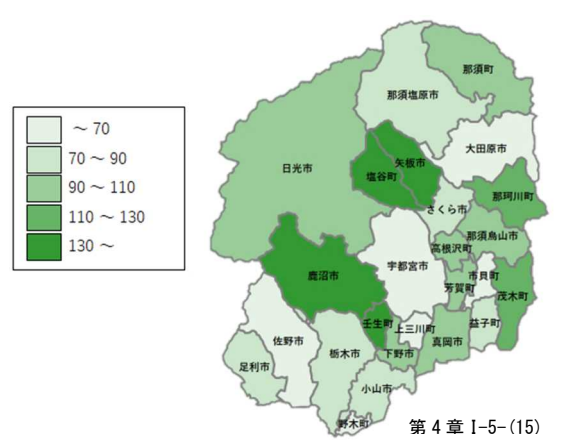 ～70
70～90
90～110
110～130
130～
那須町
那須塩原市
大田原市
日光市
矢板市
塩谷町
那珂川町
さくら市
那須烏山市
高根沢町
宇都宮市
市貝町
鹿沼市
芳賀町
茂木町
壬生町
上三川町
益子町
佐野市
栃木市
下野市
真岡市
足利市
小山市
野木町
第4章Ⅰ-5-(15)